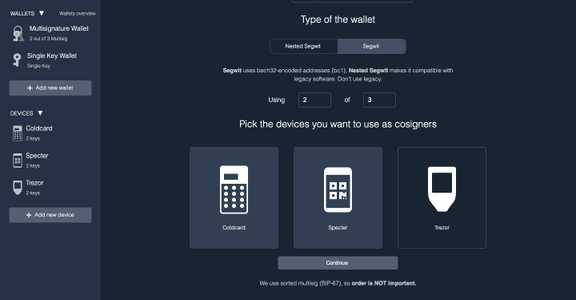 WALLETS ▼ Wallets overview
Multisignature Wallet
2 out of 3 Multisig
Single Key Wallet
Single Key
+ Add new wallet
DEVICES ▼
Coldcard
2 keys
Specter
2 keys
Trezor
2 keys
+ Add new device
Type of the wallet
Nested Segwit Segwit
Segwit uses bech32-encoded addresses (bc1), Nested Segwit makes it compatible with
legacy software. Don't use legacy.
Using 2 of 3
Pick the devices you want to use as cosigners
Coldcard Specter Trezor
Continue
We use sorted multisig (BIP-67), so order is NOT important.